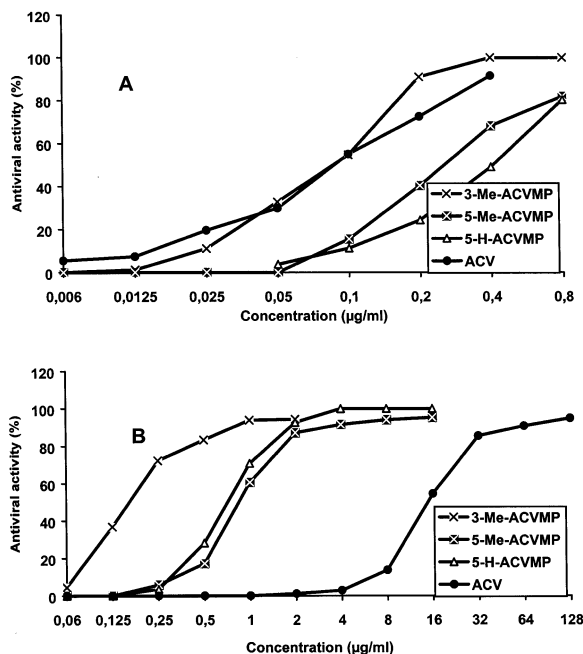 120
100
80
60
40
20
0
Antiviral activity (%)
A
3-Me-ACVMP
5-Me-ACVMP
5-H-ACVMP
ACV
0,006 0,0125 0,025 0,05 0,1 0,2 0,4 0,8
Concentration (µg/ml)
120
100
80
60
40
20
0
Antiviral activity (%)
B
3-Me-ACVMP
5-Me-ACVMP
5-H-ACVMP
ACV
0,06 0,125 0,25 0,5 1 2 4 8 16 32 64 128
Concentration (µg/ml)